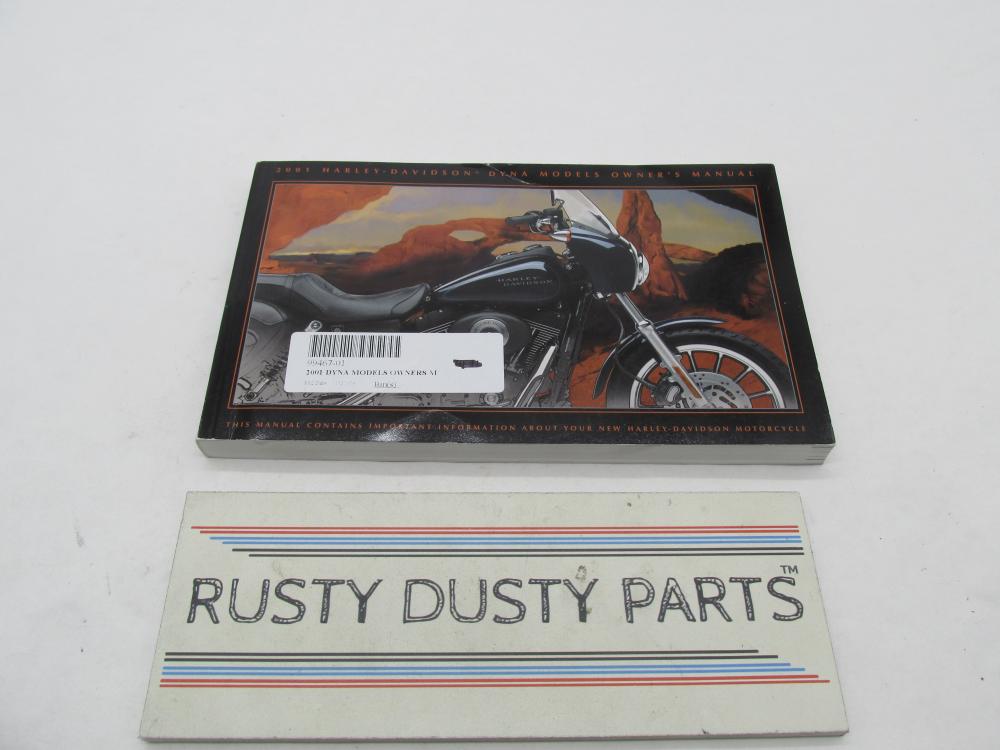 2001 HARLEY-DAVIDSON® DYNA MODELS OWNER'S MANUAL
HARLEY-
DAVIDSON
99467-01
2001 DYNA MODELS OWNERS M
THIS MANUAL CONTAINS IMPORTANT INFORMATION ABOUT YOUR NEW HARLEY-DAVIDSON MOTORCYCLE
RUSTY DUSTY PARTS™